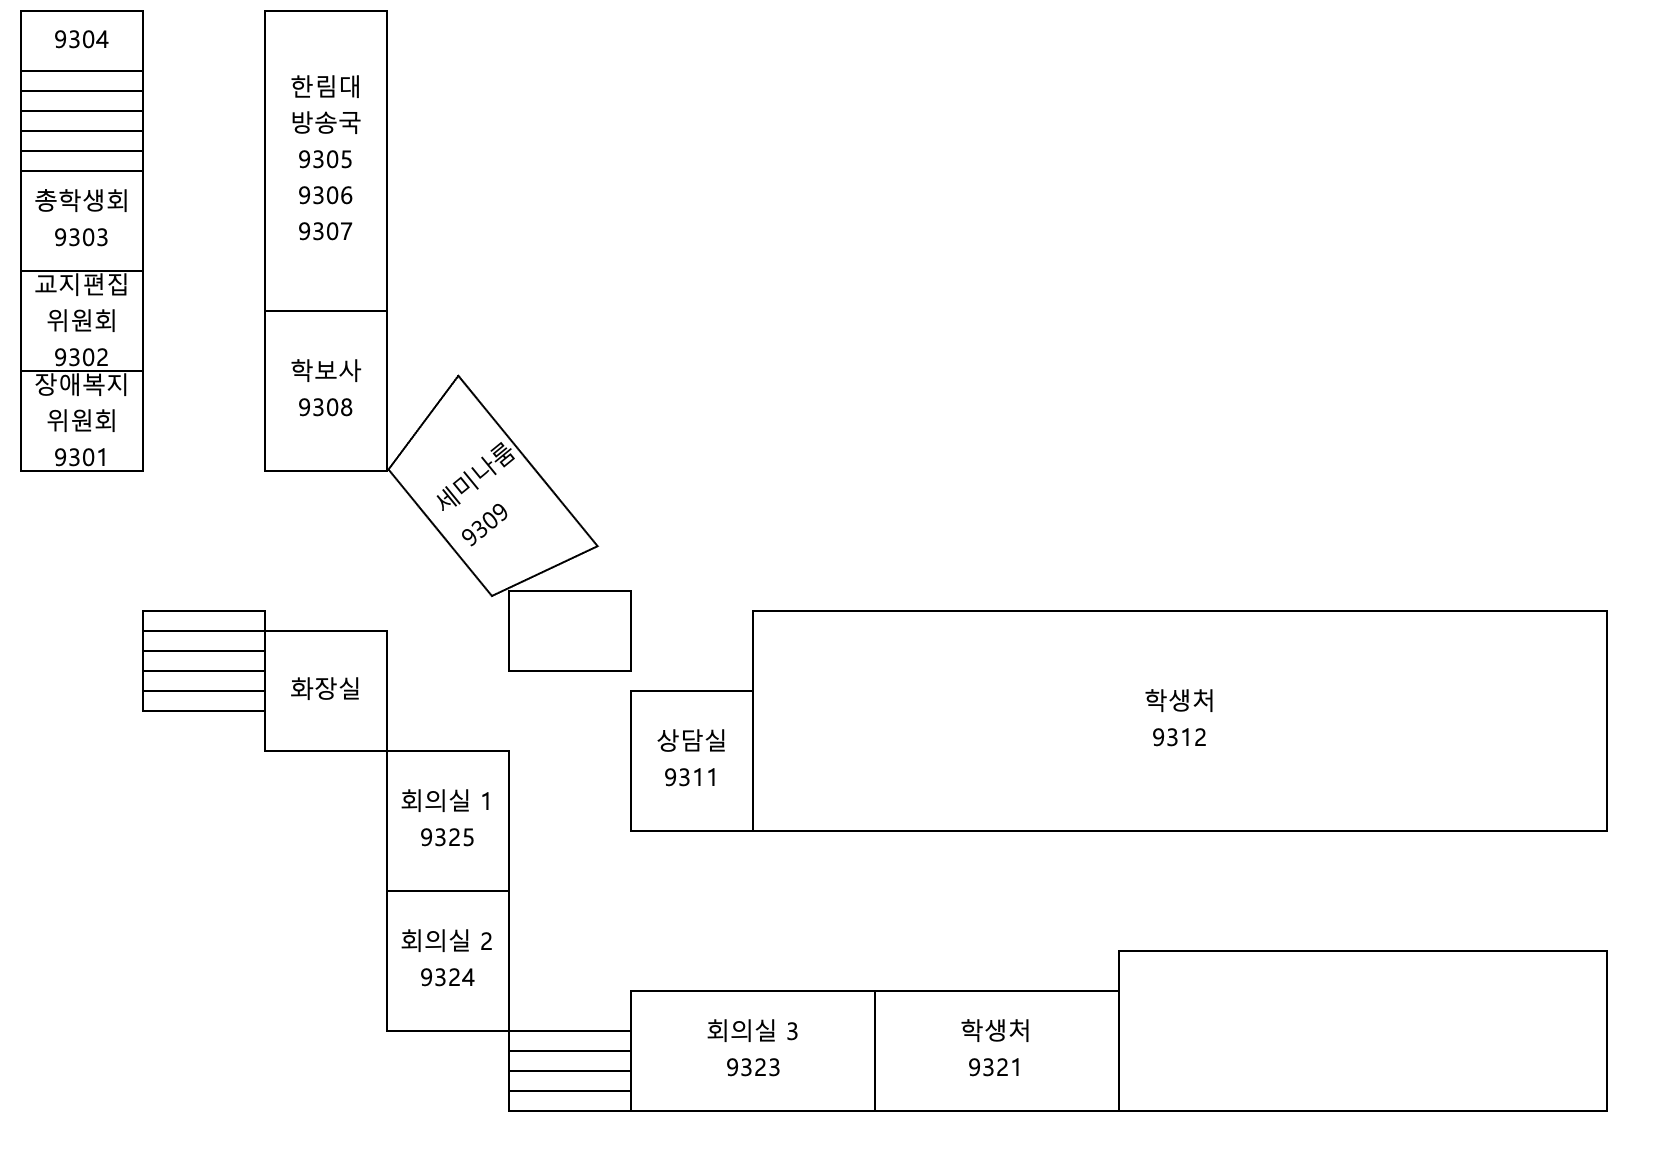 9304
총학생회
9303
교지편집
위원회
9302
장애복지
위원회
9301
한림대
방송국
9305
9306
9307
학보사
9308
세미나룸
9309
화장실
회의실 1
9325
회의실 2
9324
상담실
9311
학생처
9312
회의실 3
9323
학생처
9321